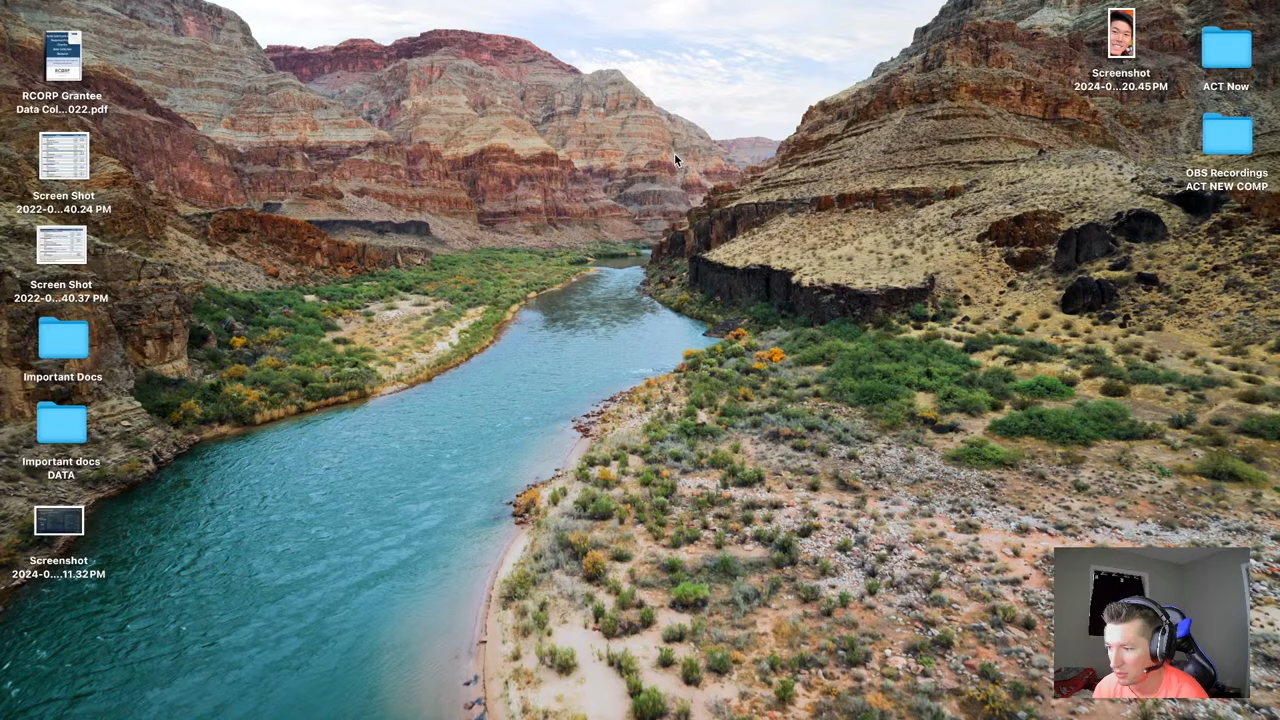 RCORP Grantee
Data Col...022.pdf
Screen Shot
2022-0...40.24 PM
Screen Shot
2022-0...40.37 PM
Important Docs
Important docs
DATA
Screenshot
2024-0....11.32 PM
Screenshot
2024-0...20.45 PM
ACT Now
OBS Recordings
ACT NEW COMP